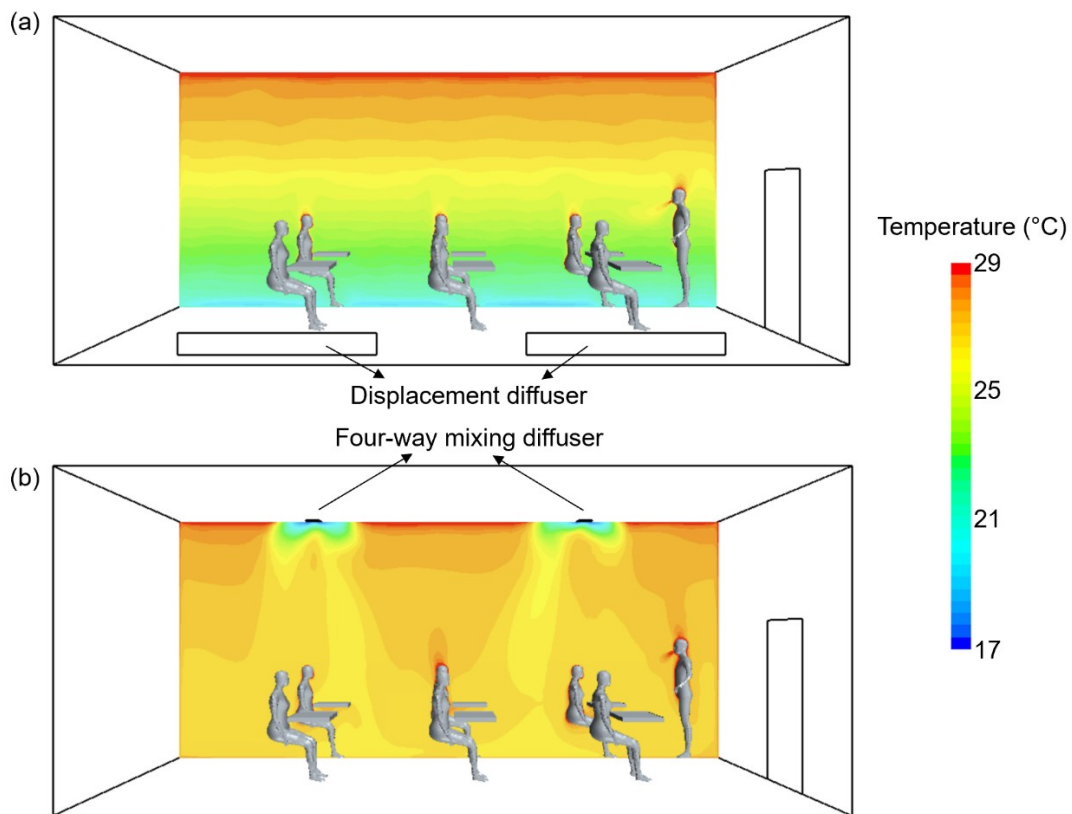 (a)
Displacement diffuser
Four-way mixing diffuser
(b)
Temperature (°C)
29
25
21
17